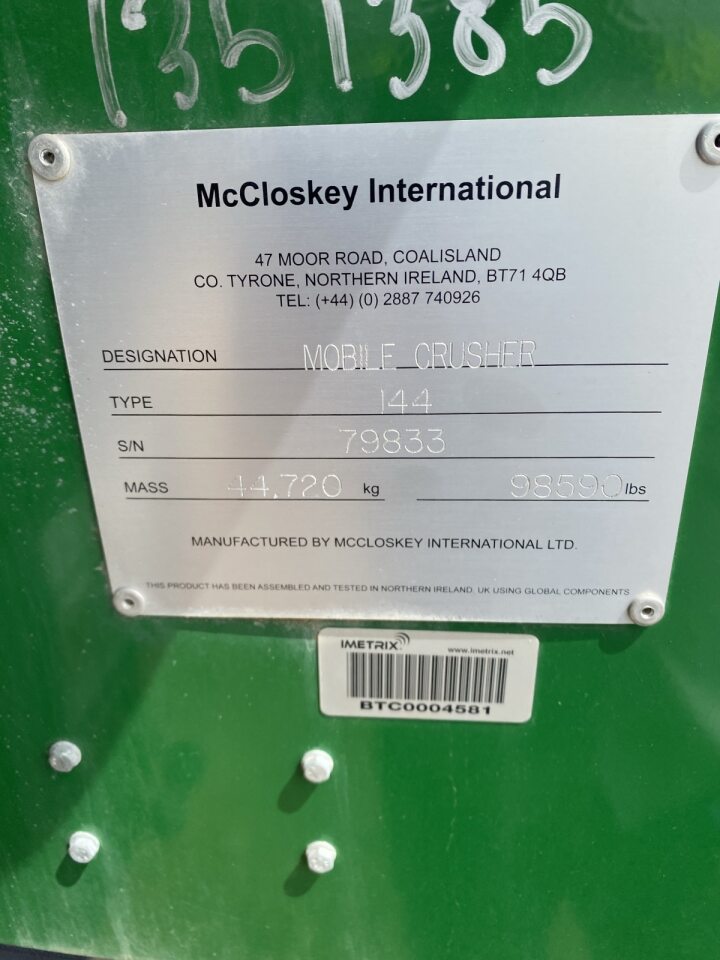 1351385
McCloskey International
47 MOOR ROAD, COALISLAND
CO. TYRONE, NORTHERN IRELAND, BT71 4QB
TEL: (+44) (0) 2887 740926
DESIGNATION MOBILE CRUSHER
TYPE I44
S/N 79833
MASS 44,720 kg 98590 lbs
MANUFACTURED BY MCCLOSKEY INTERNATIONAL LTD.
THIS PRODUCT HAS BEEN ASSEMBLED AND TESTED IN NORTHERN IRELAND, UK USING GLOBAL COMPONENTS
IMETRIX www.imetrix.net
BTC0004581